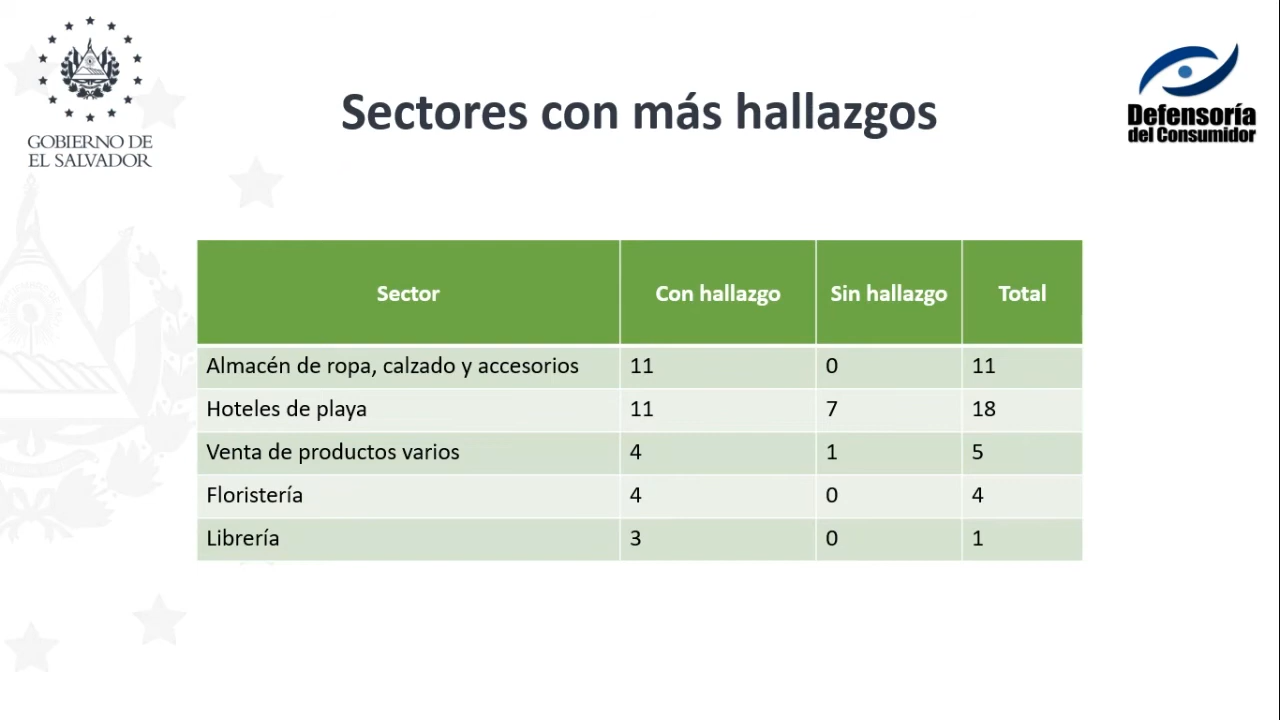 GOBIERNO DE
EL SALVADOR
Sectores con más hallazgos
Defensoría
del Consumidor
Sector Con hallazgo Sin hallazgo Total
Almacén de ropa, calzado y accesorios 11 0 11
Hoteles de playa 11 7 18
Venta de productos varios 4 1 5
Floristería 4 0 4
Librería 3 0 1